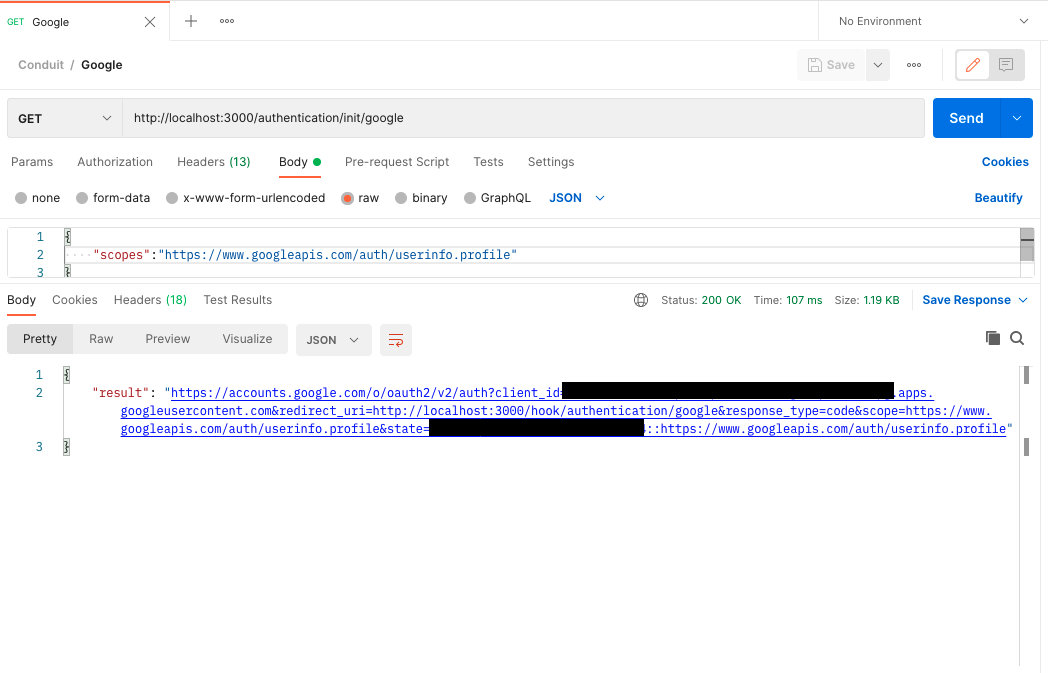 GET Google
No Environment
Conduit / Google
Save
GET http://localhost:3000/authentication/init/google Send
Params Authorization Headers (13) Body Pre-request Script Tests Settings Cookies
none form-data x-www-form-urlencoded raw binary GraphQL JSON Beautify
1 {
2 ····"scopes":"https://www.googleapis.com/auth/userinfo.profile"
3 }
Body Cookies Headers (18) Test Results Status: 200 OK Time: 107 ms Size: 1.19 KB Save Response
Pretty Raw Preview Visualize JSON
1 {
2 "result": "https://accounts.google.com/o/oauth2/v2/auth?client_id= .apps.
googleusercontent.com&redirect_uri=http://localhost:3000/hook/authentication/google&response_type=code&scope=https://www.
googleapis.com/auth/userinfo.profile&state= ::https://www.googleapis.com/auth/userinfo.profile"
3 }